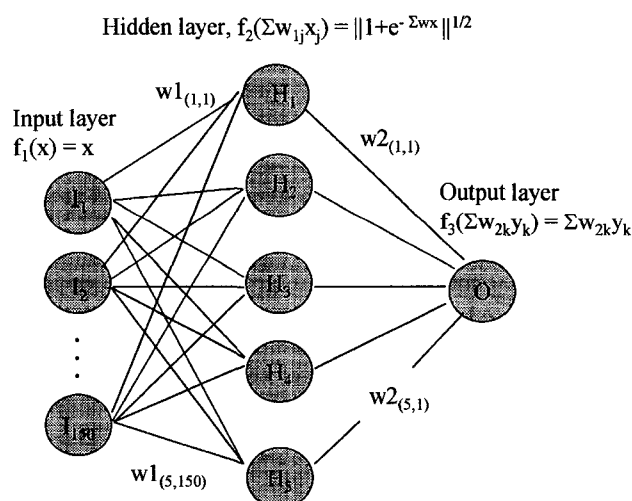 Hidden layer, f₂(Σw₁ⱼxⱼ) = ‖1+e⁻ Σwx‖^1/2
w1(1,1)
H₁
Input layer
f₁(x) = x
w2(1,1)
I₁
H₂
Output layer
f₃(Σw₂ₖyₖ) = Σw₂ₖyₖ
I₂
H₃
O
H₄
I₁₅₀
w2(5,1)
w1(5,150)
H₅